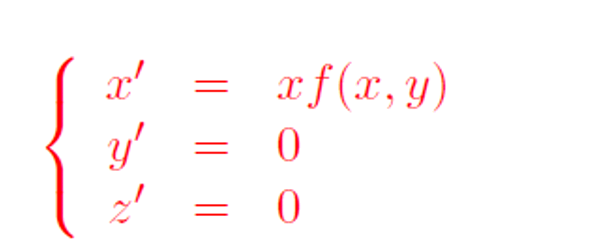 x′ = xf(x, y)
y′ = 0
z′ = 0